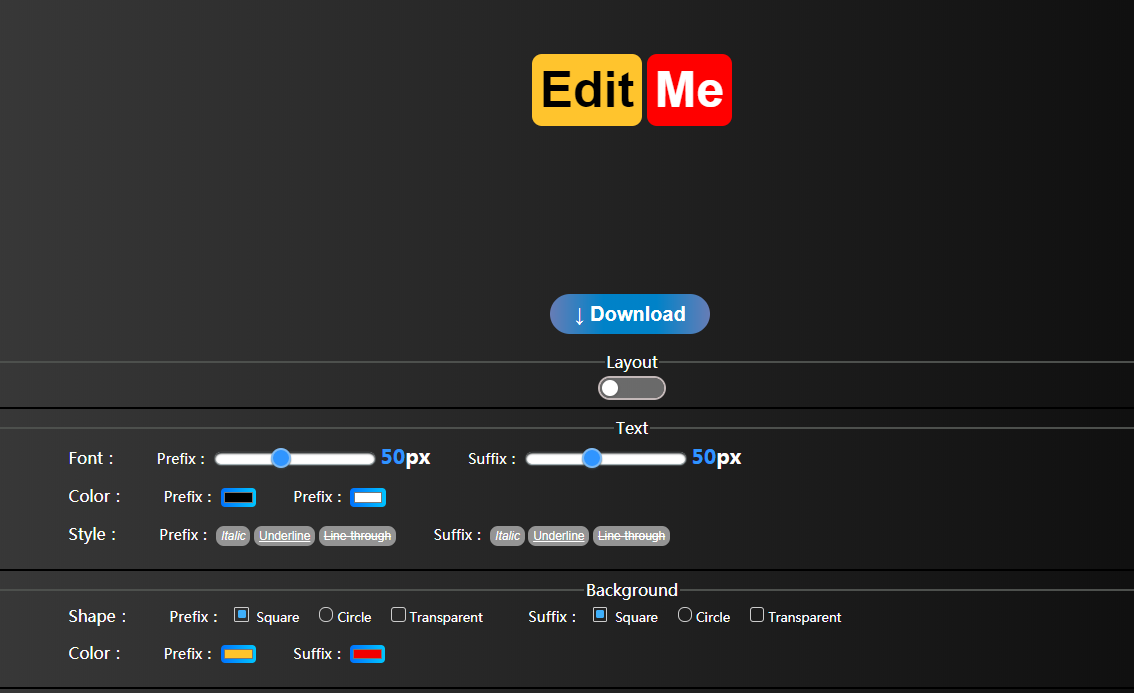 Edit Me
↓ Download
Layout
Text
Font : Prefix : 50px Suffix : 50px
Color : Prefix : Prefix :
Style : Prefix : Italic Underline Line-through Suffix : Italic Underline Line-through
Background
Shape : Prefix : Square Circle Transparent Suffix : Square Circle Transparent
Color : Prefix : Suffix :